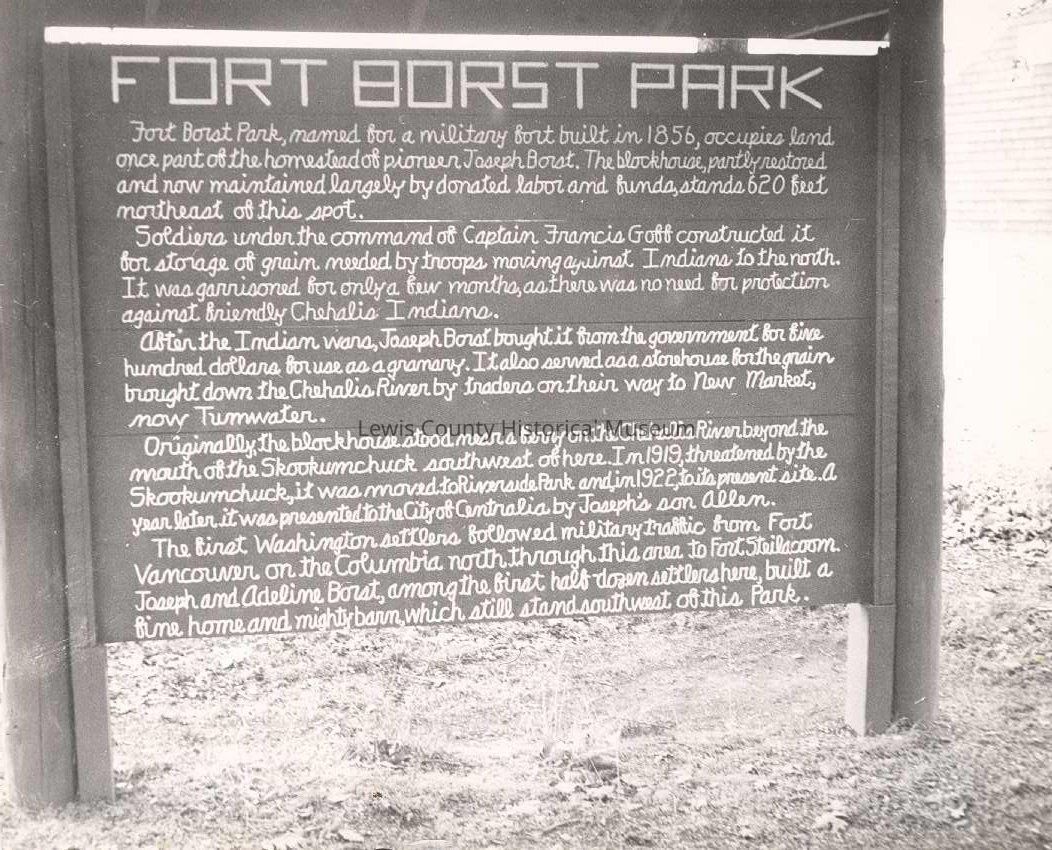 FORT BORST PARK
Fort Borst Park, named for a military fort built in 1856, occupies land
once part of the homestead of pioneer Joseph Borst. The blockhouse, partly restored
and now maintained largely by donated labor and funds, stands 620 feet
northeast of this spot.
Soldiers under the command of Captain Francis Goff constructed it
for storage of grain needed by troops moving against Indians to the north.
It was garrisoned for only a few months, as there was no need for protection
against friendly Chehalis Indians.
After the Indian wars, Joseph Borst bought it from the government for five
hundred dollars for use as a granary. It also served as a storehouse for the grain
brought down the Chehalis River by traders on their way to New Market,
now Tumwater.
Lewis County Historical Museum
Originally, the blockhouse stood near a ferry on the Chehalis River beyond the
mouth of the Skookumchuck southwest of here. In 1919, threatened by the
Skookumchuck, it was moved to Riverside Park and, in 1922, to its present site. A
year later it was presented to the City of Centralia by Joseph's son Allen.
The first Washington settlers followed military traffic from Fort
Vancouver on the Columbia north through this area to Fort Steilacoom.
Joseph and Adeline Borst, among the first half-dozen settlers here, built a
fine home and mighty barn, which still stand southwest of this Park.